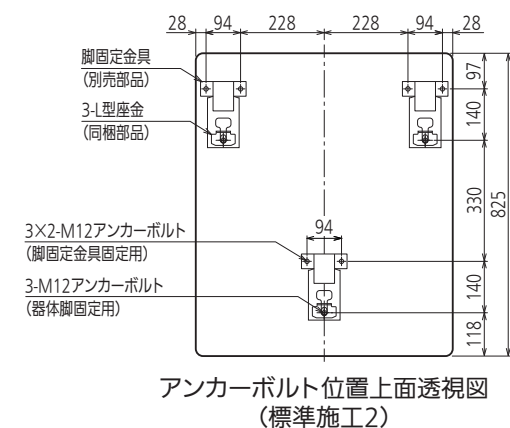 28 94 228 228 94 28
脚固定金具
(別売部品)
3-L型座金
(同梱部品)
97
140
330
825
3×2-M12アンカーボルト
(脚固定金具固定用)
94
3-M12アンカーボルト
(器体脚固定用)
140
118
アンカーボルト位置上面透視図
(標準施工2)